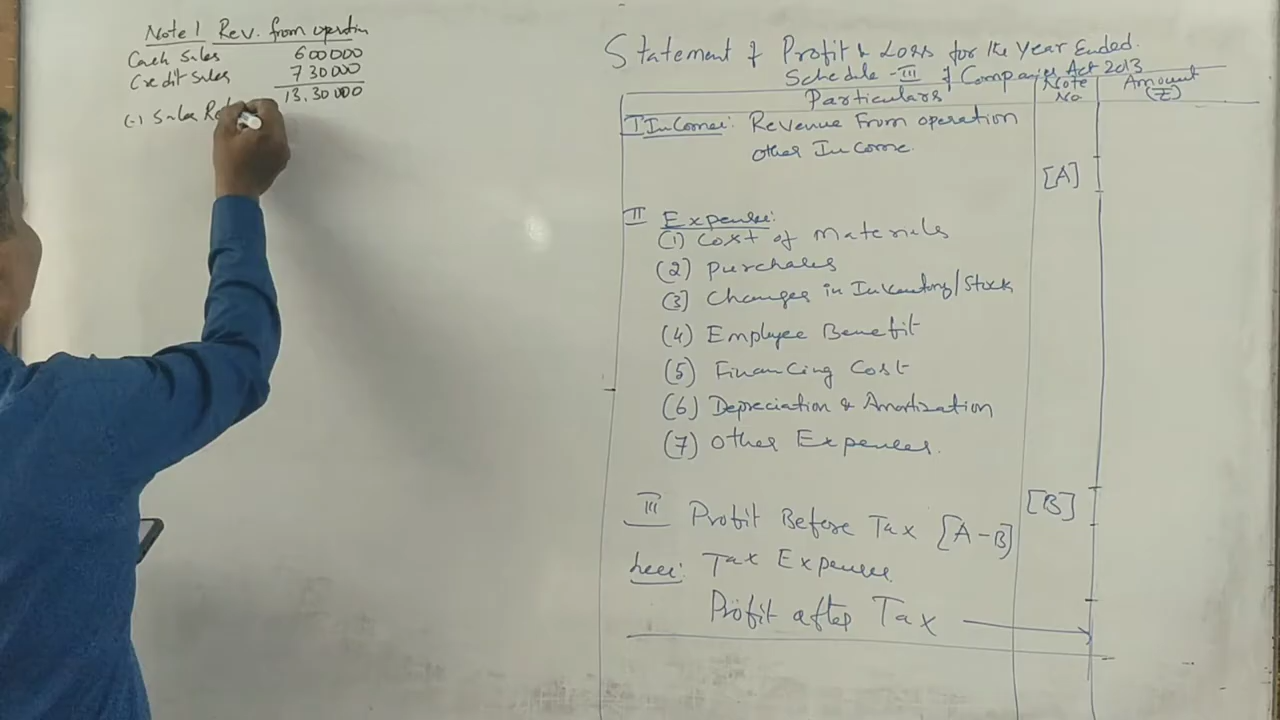 Note 1 Rev. from operation
Cash Sales 600000
Credit Sales 730000
13,30000
(-) Sales Re
Statement of Profit & Loss for the Year Ended.
Schedule-III of Companies Act 2013
Particulars
Note No
Amount (₹)
I Income: Revenue From operation
other Income.
[A]
II Expense:
(1) Cost of Materials
(2) Purchases
(3) Changes in Inventory/Stock
(4) Employee Benefit
(5) Financing Cost
(6) Depreciation & Amortization
(7) Other Expenses.
[B]
III Profit Before Tax [A-B]
Less: Tax Expense
Profit after Tax